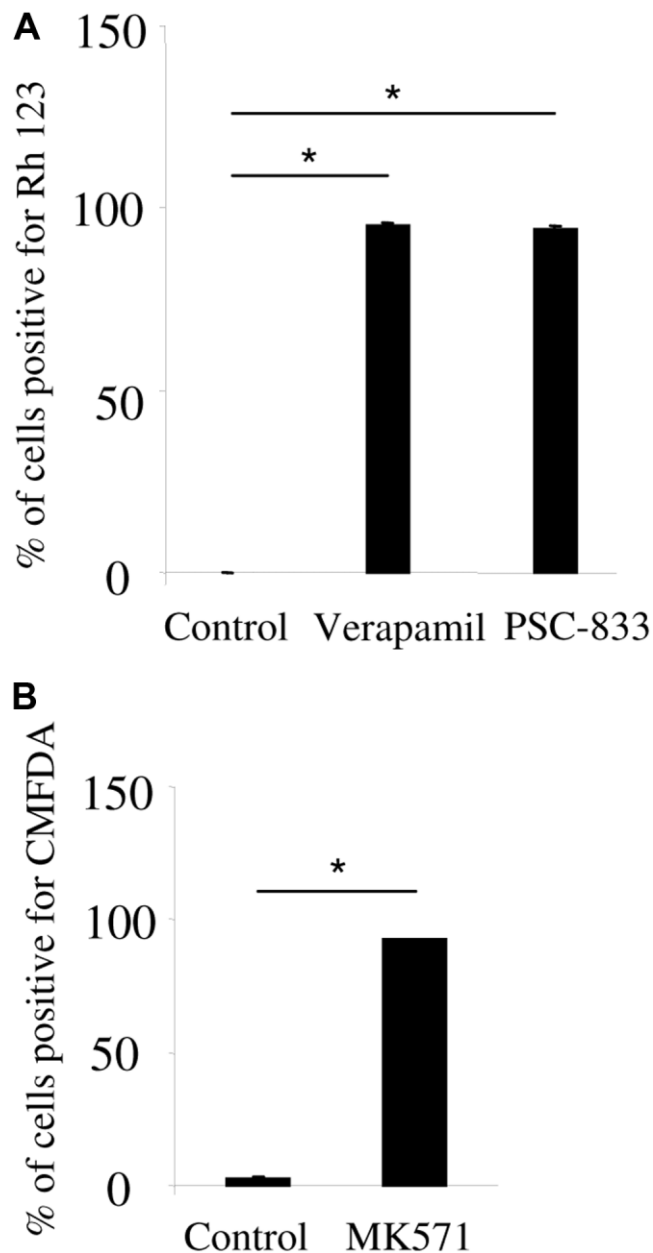 A
% of cells positive for Rh 123
150
100
50
0
*
*
Control Verapamil PSC-833
B
% of cells positive for CMFDA
150
100
50
0
*
Control MK571